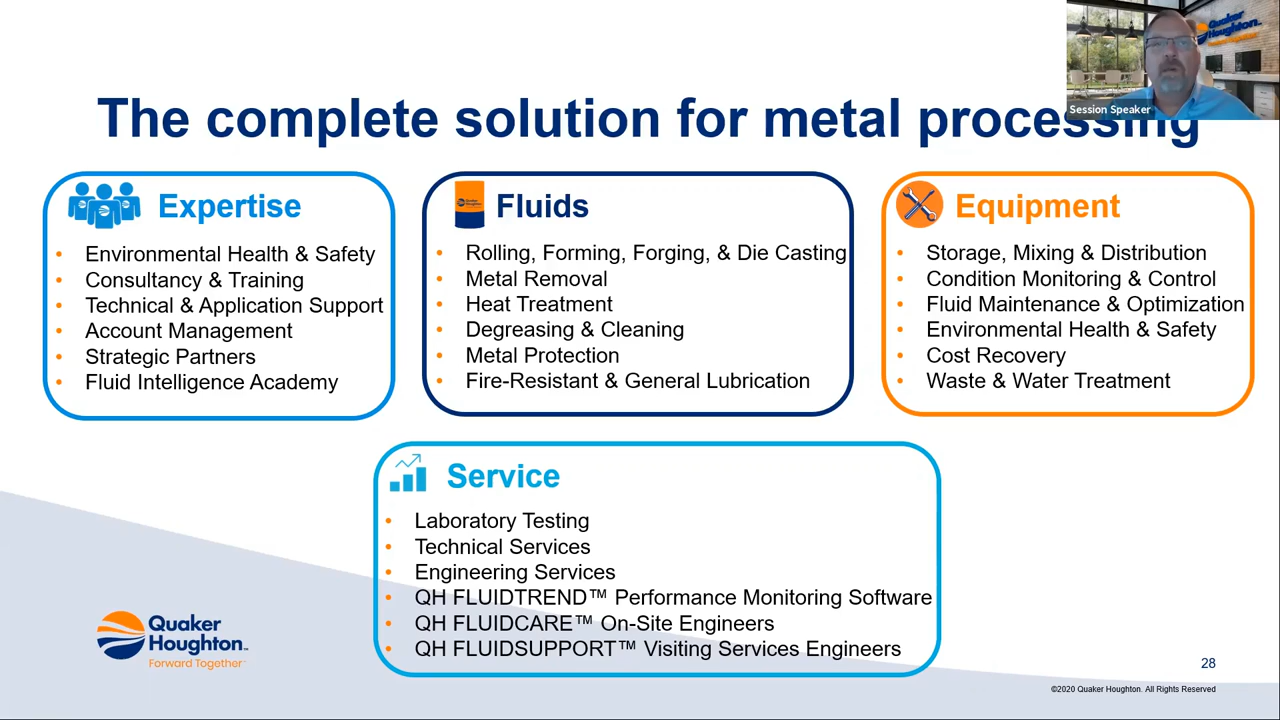 Quaker
Houghton
Session Speaker
The complete solution for metal processing
Expertise
• Environmental Health & Safety
• Consultancy & Training
• Technical & Application Support
• Account Management
• Strategic Partners
• Fluid Intelligence Academy
Fluids
• Rolling, Forming, Forging, & Die Casting
• Metal Removal
• Heat Treatment
• Degreasing & Cleaning
• Metal Protection
• Fire-Resistant & General Lubrication
Equipment
• Storage, Mixing & Distribution
• Condition Monitoring & Control
• Fluid Maintenance & Optimization
• Environmental Health & Safety
• Cost Recovery
• Waste & Water Treatment
Service
• Laboratory Testing
• Technical Services
• Engineering Services
• QH FLUIDTREND™ Performance Monitoring Software
• QH FLUIDCARE™ On-Site Engineers
• QH FLUIDSUPPORT™ Visiting Services Engineers
Quaker
Houghton™
Forward Together™
28
©2020 Quaker Houghton. All Rights Reserved